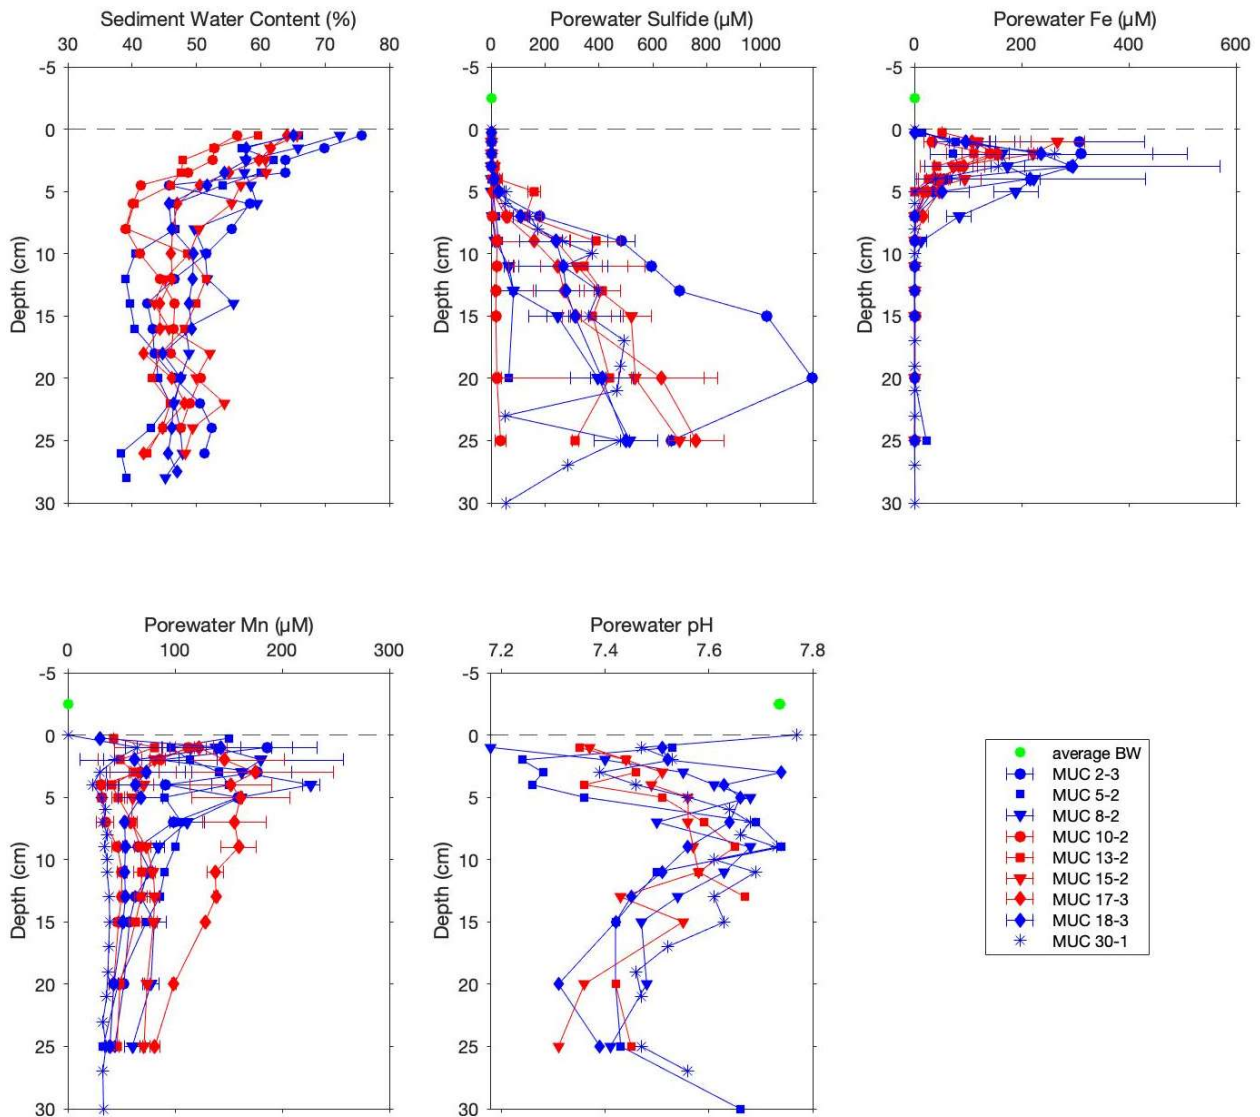 Sediment Water Content (%)
30 40 50 60 70 80
Porewater Sulfide (µM)
0 200 400 600 800 1000
Porewater Fe (µM)
0 200 400 600
Depth (cm)
-5
0
5
10
15
20
25
30
Depth (cm)
-5
0
5
10
15
20
25
30
Depth (cm)
-5
0
5
10
15
20
25
30
Porewater Mn (µM)
0 100 200 300
Porewater pH
7.2 7.4 7.6 7.8
Depth (cm)
-5
0
5
10
15
20
25
30
Depth (cm)
-5
0
5
10
15
20
25
30
average BW
MUC 2-3
MUC 5-2
MUC 8-2
MUC 10-2
MUC 13-2
MUC 15-2
MUC 17-3
MUC 18-3
MUC 30-1